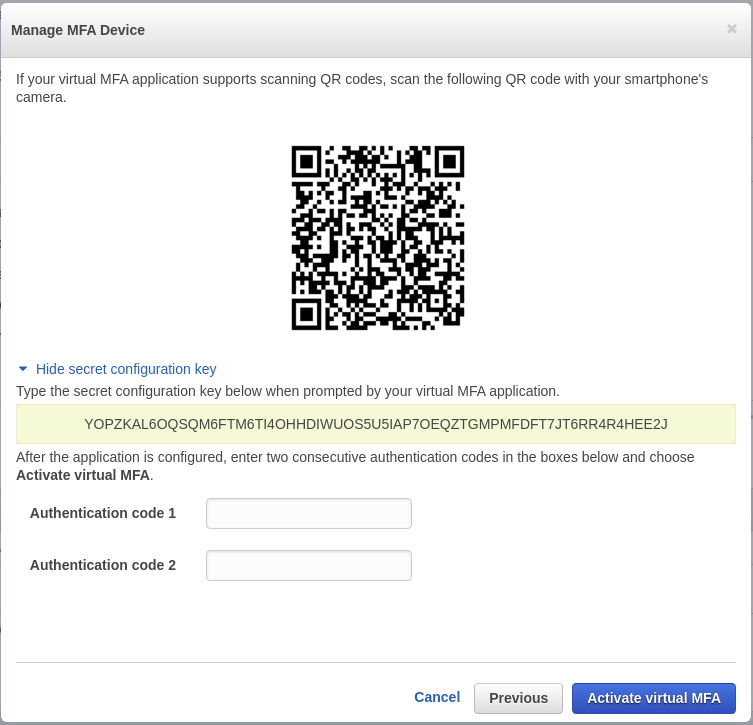 Manage MFA Device
If your virtual MFA application supports scanning QR codes, scan the following QR code with your smartphone's
camera.
Hide secret configuration key
Type the secret configuration key below when prompted by your virtual MFA application.
YOPZKAL6OQSQM6FTM6TI4OHHDIWUOS5U5IAP7OEQZTGMPMFDFT7JT6RR4R4HEE2J
After the application is configured, enter two consecutive authentication codes in the boxes below and choose
Activate virtual MFA.
Authentication code 1
Authentication code 2
Cancel Previous Activate virtual MFA